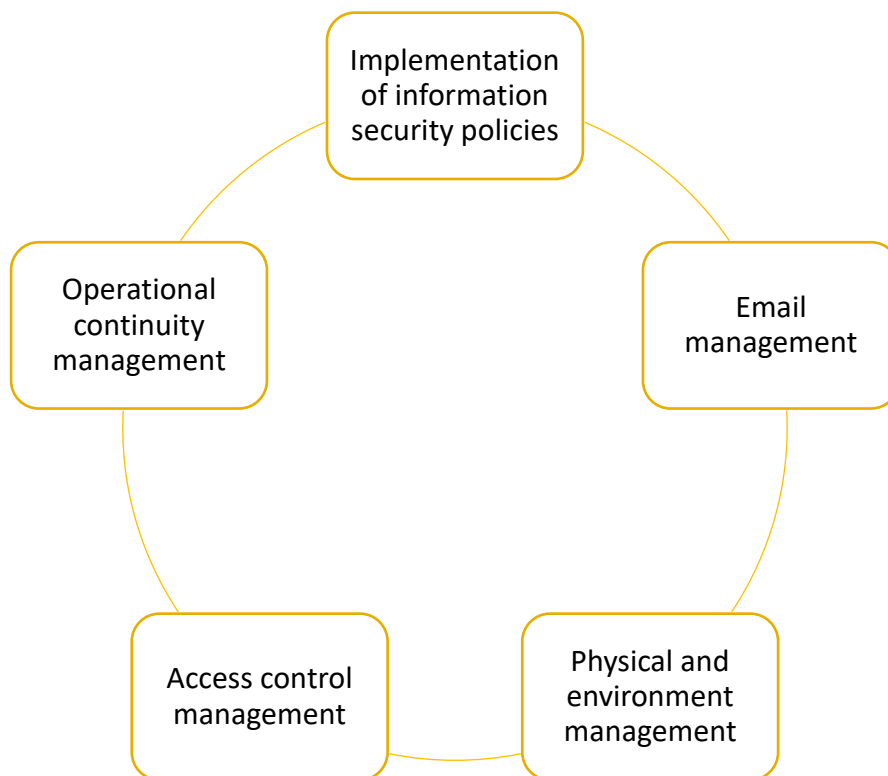 Implementation
of information
security policies
Operational
continuity
management
Email
management
Access control
management
Physical and
environment
management